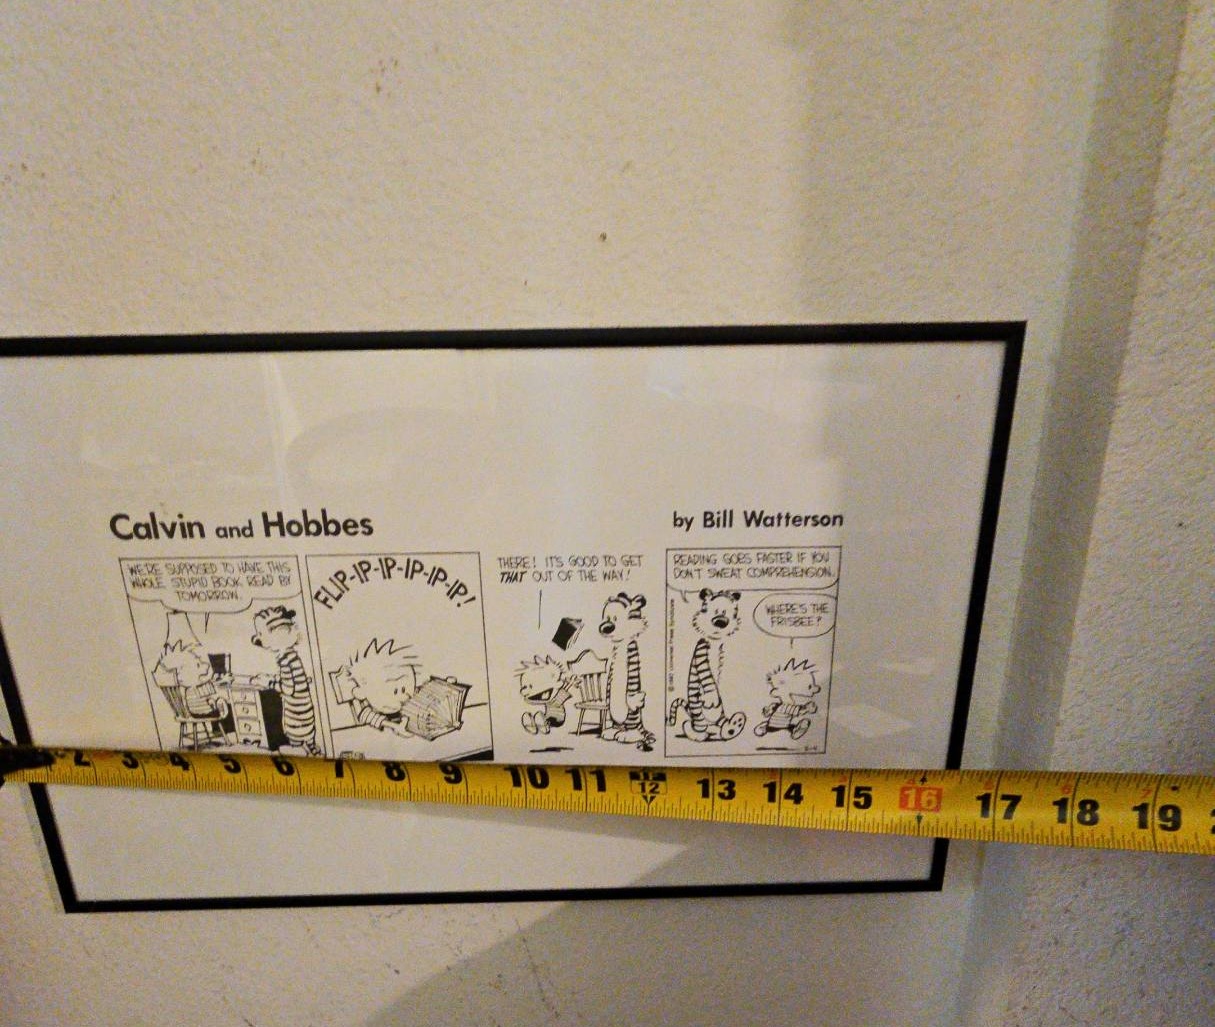 Calvin and Hobbes
by Bill Watterson
WE'RE SUPPOSED TO HAVE THIS
WHOLE STUPID BOOK READ BY
TOMORROW.
FLIP-IP-IP-IP-IP-IP!
THERE! IT'S GOOD TO GET
THAT OUT OF THE WAY!
READING GOES FASTER IF YOU
DON'T SWEAT COMPREHENSION.
WHERE'S THE
FRISBEE?
2 3 4 5 6 7 8 9 10 11 12 13 14 15 16 17 18 19